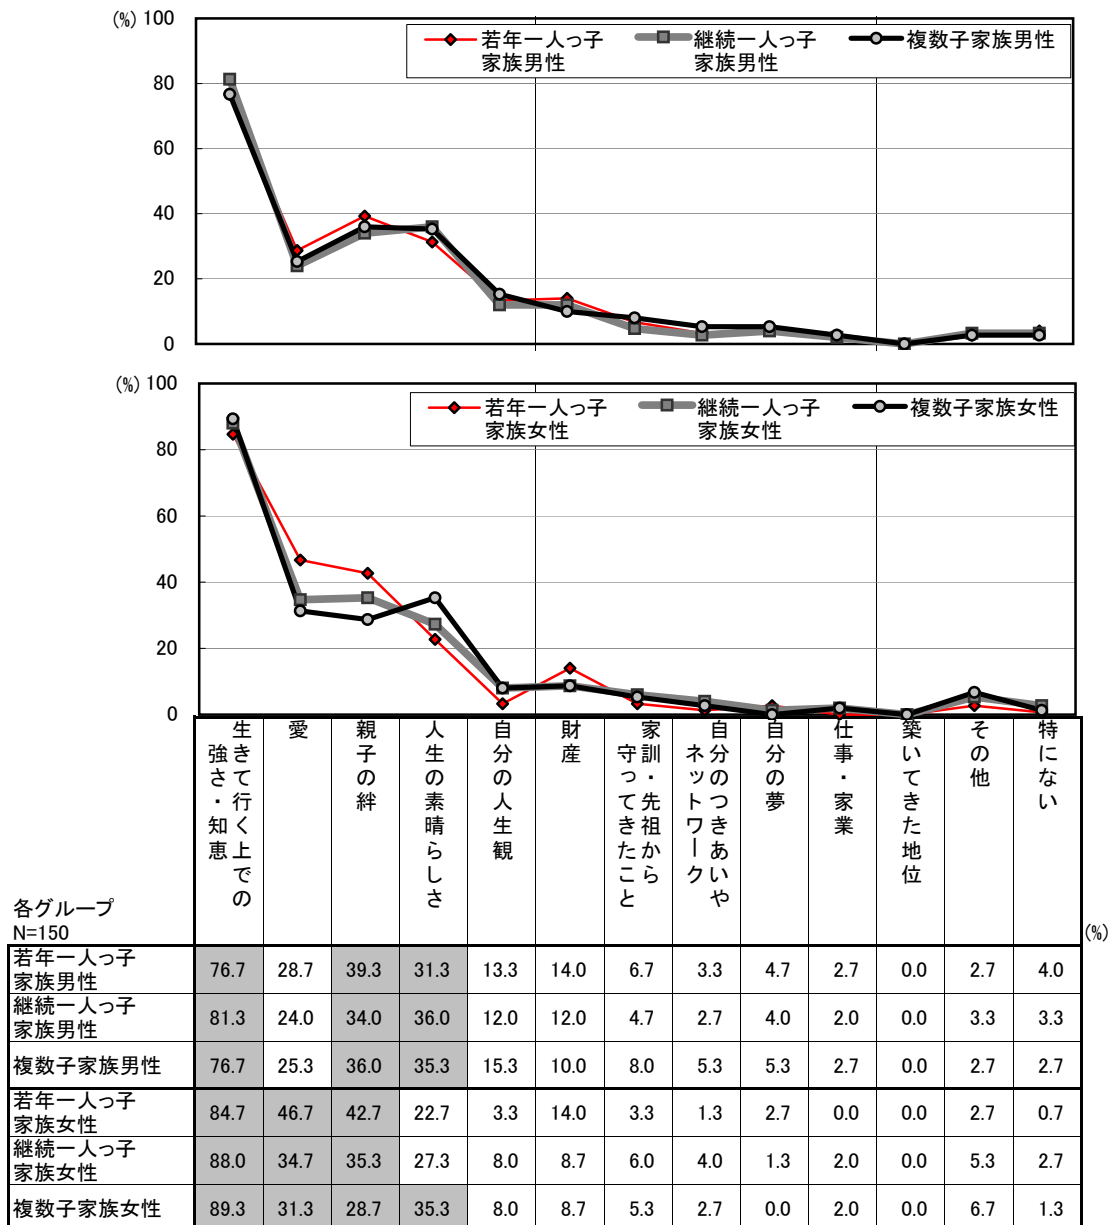 (%)
100
80
60
40
20
0
若年一人っ子
家族男性
継続一人っ子
家族男性
複数子家族男性
(%)
100
80
60
40
20
0
若年一人っ子
家族女性
継続一人っ子
家族女性
複数子家族女性
生きて行く上での
強さ・知恵
愛
親子の絆
人生の素晴らしさ
自分の人生観
財産
家訓・先祖から
守ってきたこと
自分のつきあいや
ネットワーク
自分の夢
仕事・家業
築いてきた地位
その他
特にない
各グループ
N=150
(%)
若年一人っ子
家族男性
76.7 28.7 39.3 31.3 13.3 14.0 6.7 3.3 4.7 2.7 0.0 2.7 4.0
継続一人っ子
家族男性
81.3 24.0 34.0 36.0 12.0 12.0 4.7 2.7 4.0 2.0 0.0 3.3 3.3
複数子家族男性 76.7 25.3 36.0 35.3 15.3 10.0 8.0 5.3 5.3 2.7 0.0 2.7 2.7
若年一人っ子
家族女性
84.7 46.7 42.7 22.7 3.3 14.0 3.3 1.3 2.7 0.0 0.0 2.7 0.7
継続一人っ子
家族女性
88.0 34.7 35.3 27.3 8.0 8.7 6.0 4.0 1.3 2.0 0.0 5.3 2.7
複数子家族女性 89.3 31.3 28.7 35.3 8.0 8.7 5.3 2.7 0.0 2.0 0.0 6.7 1.3